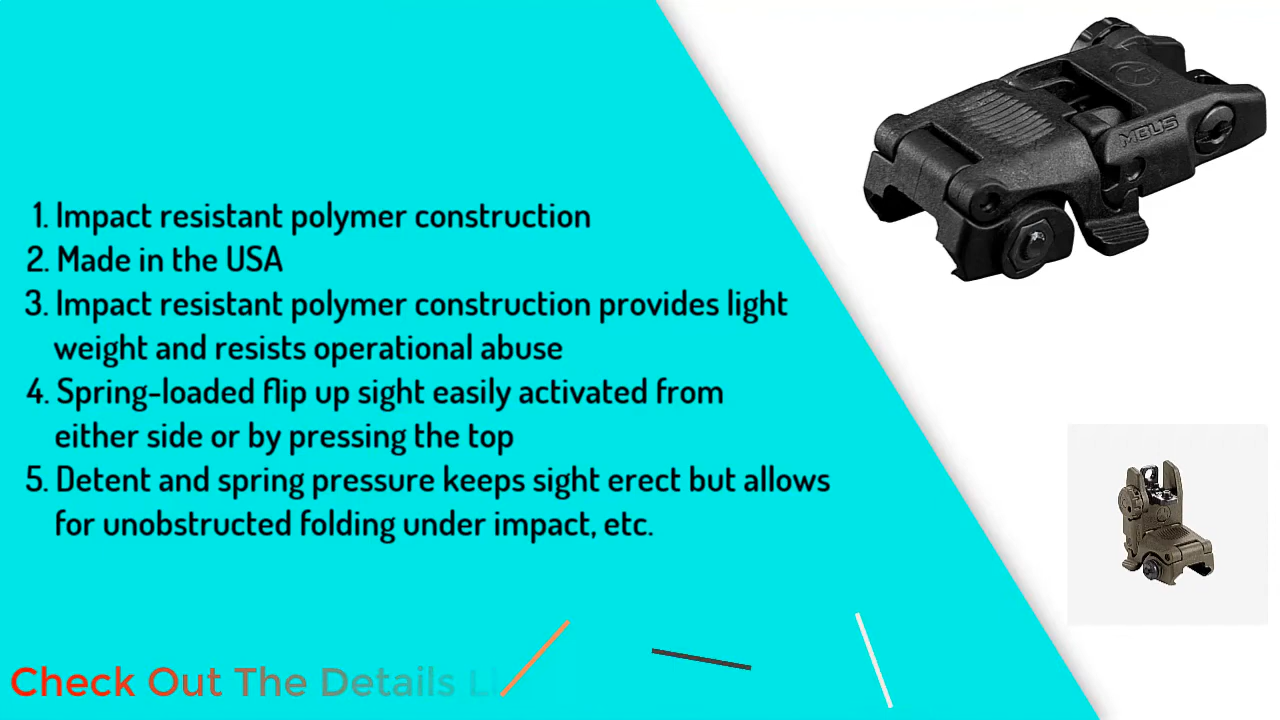 1. Impact resistant polymer construction
2. Made in the USA
3. Impact resistant polymer construction provides light
weight and resists operational abuse
4. Spring-loaded flip up sight easily activated from
either side or by pressing the top
5. Detent and spring pressure keeps sight erect but allows
for unobstructed folding under impact, etc.
MBUS
Check Out The Details